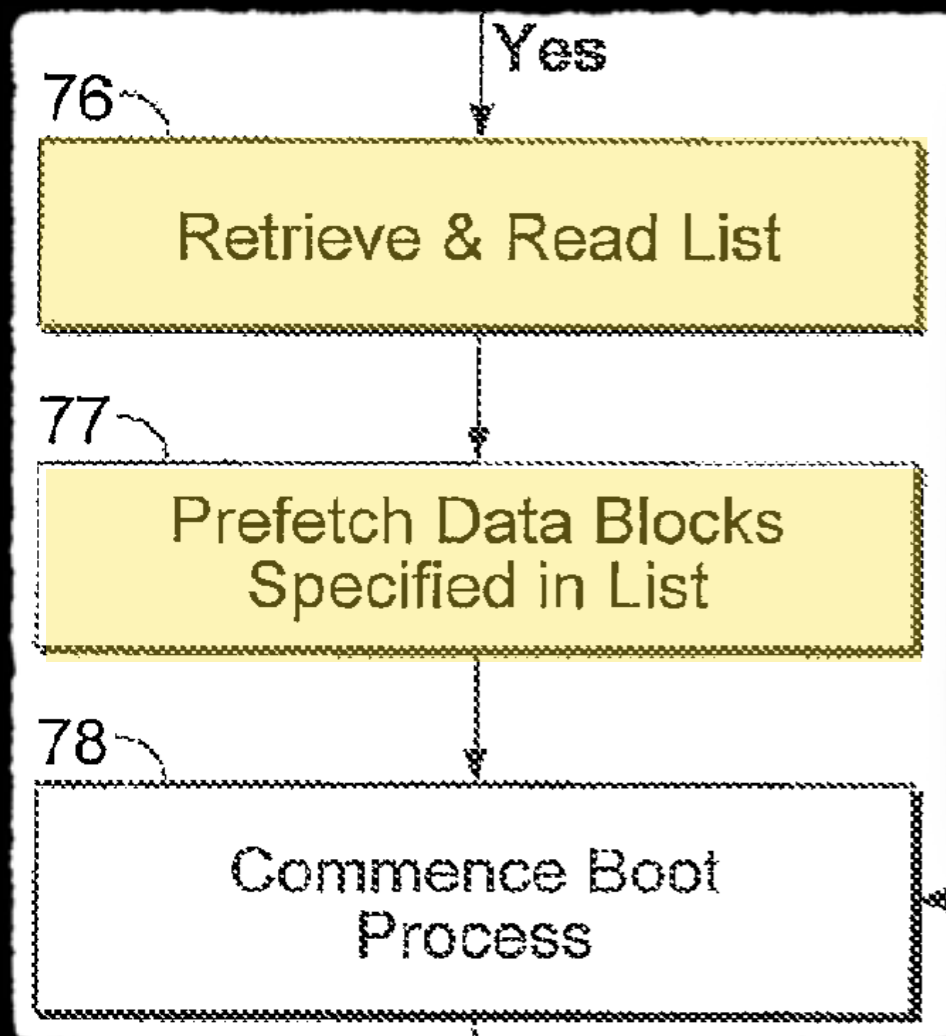 Yes
76
Retrieve & Read List
77
Prefetch Data Blocks
Specified in List
78
Commence Boot
Process